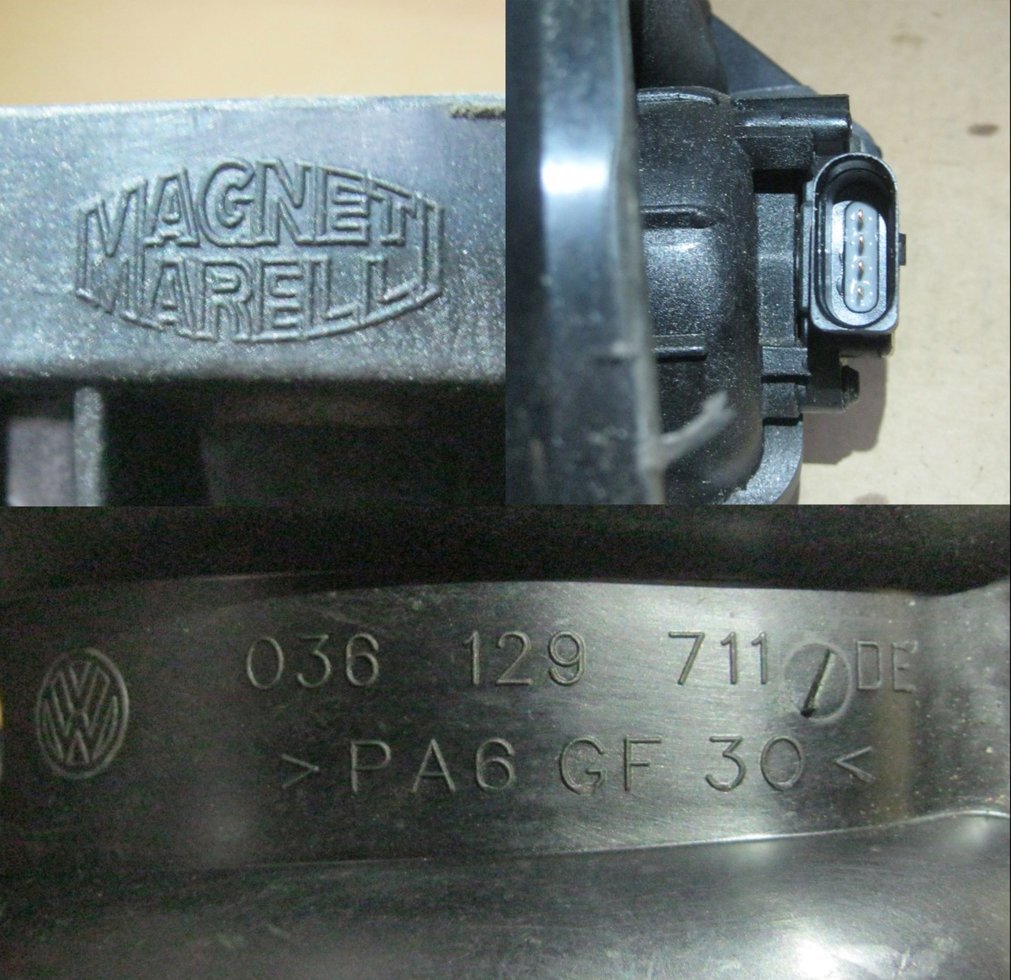 MAGNETI
MARELLI
036 129 711 DE
>PA6 GF 30<